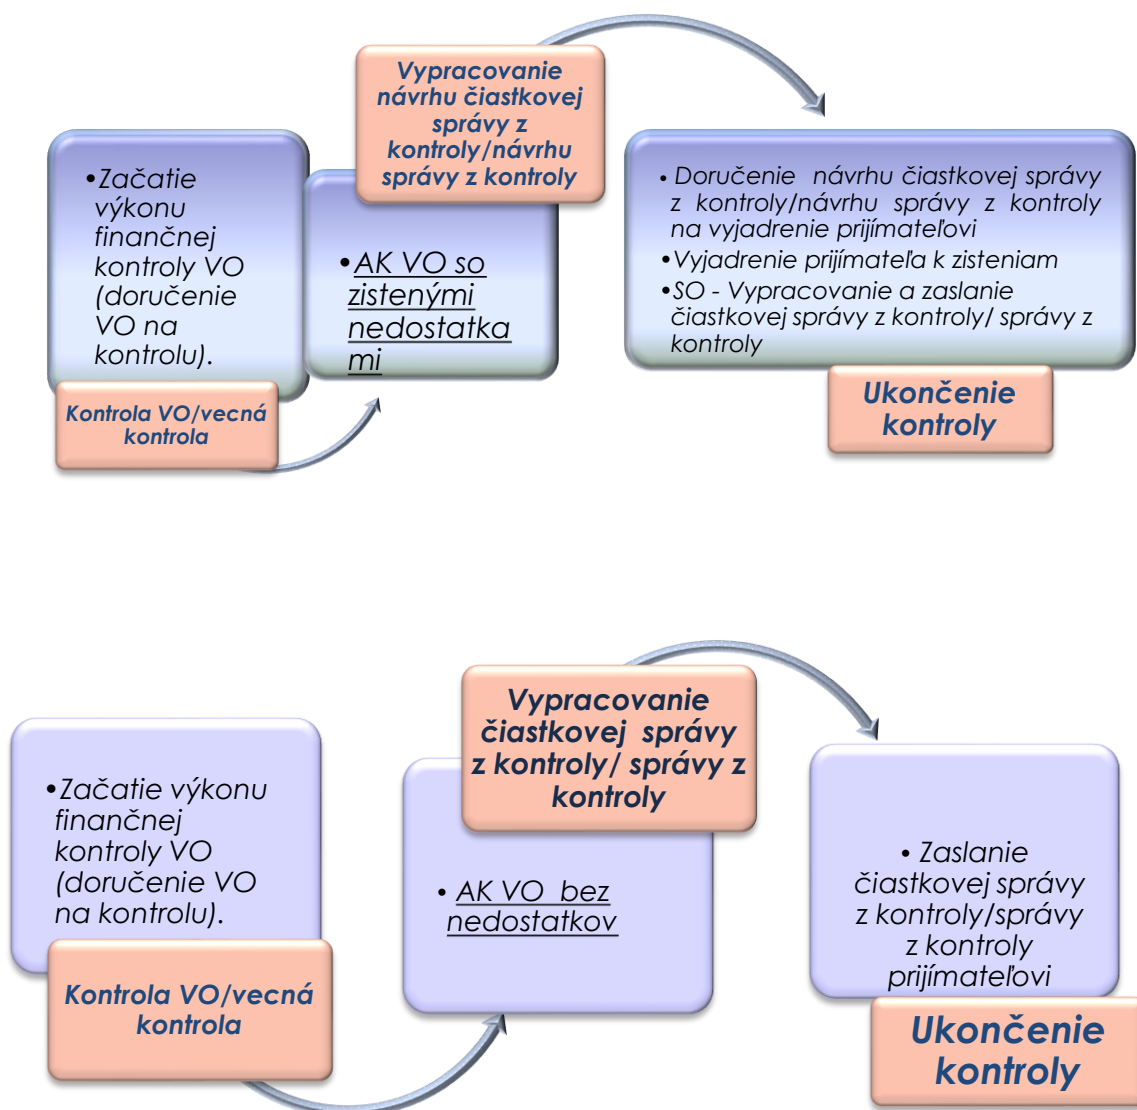 •Začatie
výkonu
finančnej
kontroly VO
(doručenie
VO na
kontrolu).
Kontrola VO/vecná
kontrola
Vypracovanie
návrhu čiastkovej
správy z
kontroly/návrhu
správy z kontroly
•AK VO so
zistenými
nedostatka
mi
• Doručenie návrhu čiastkovej správy
z kontroly/návrhu správy z kontroly
na vyjadrenie prijímateľovi
•Vyjadrenie prijímateľa k zisteniam
•SO - Vypracovanie a zaslanie
čiastkovej správy z kontroly/ správy z
kontroly
Ukončenie
kontroly
•Začatie výkonu
finančnej
kontroly VO
(doručenie VO
na kontrolu).
Kontrola VO/vecná
kontrola
Vypracovanie
čiastkovej správy
z kontroly/ správy z
kontroly
• AK VO bez
nedostatkov
• Zaslanie
čiastkovej správy
z kontroly/správy
z kontroly
prijímateľovi
Ukončenie
kontroly